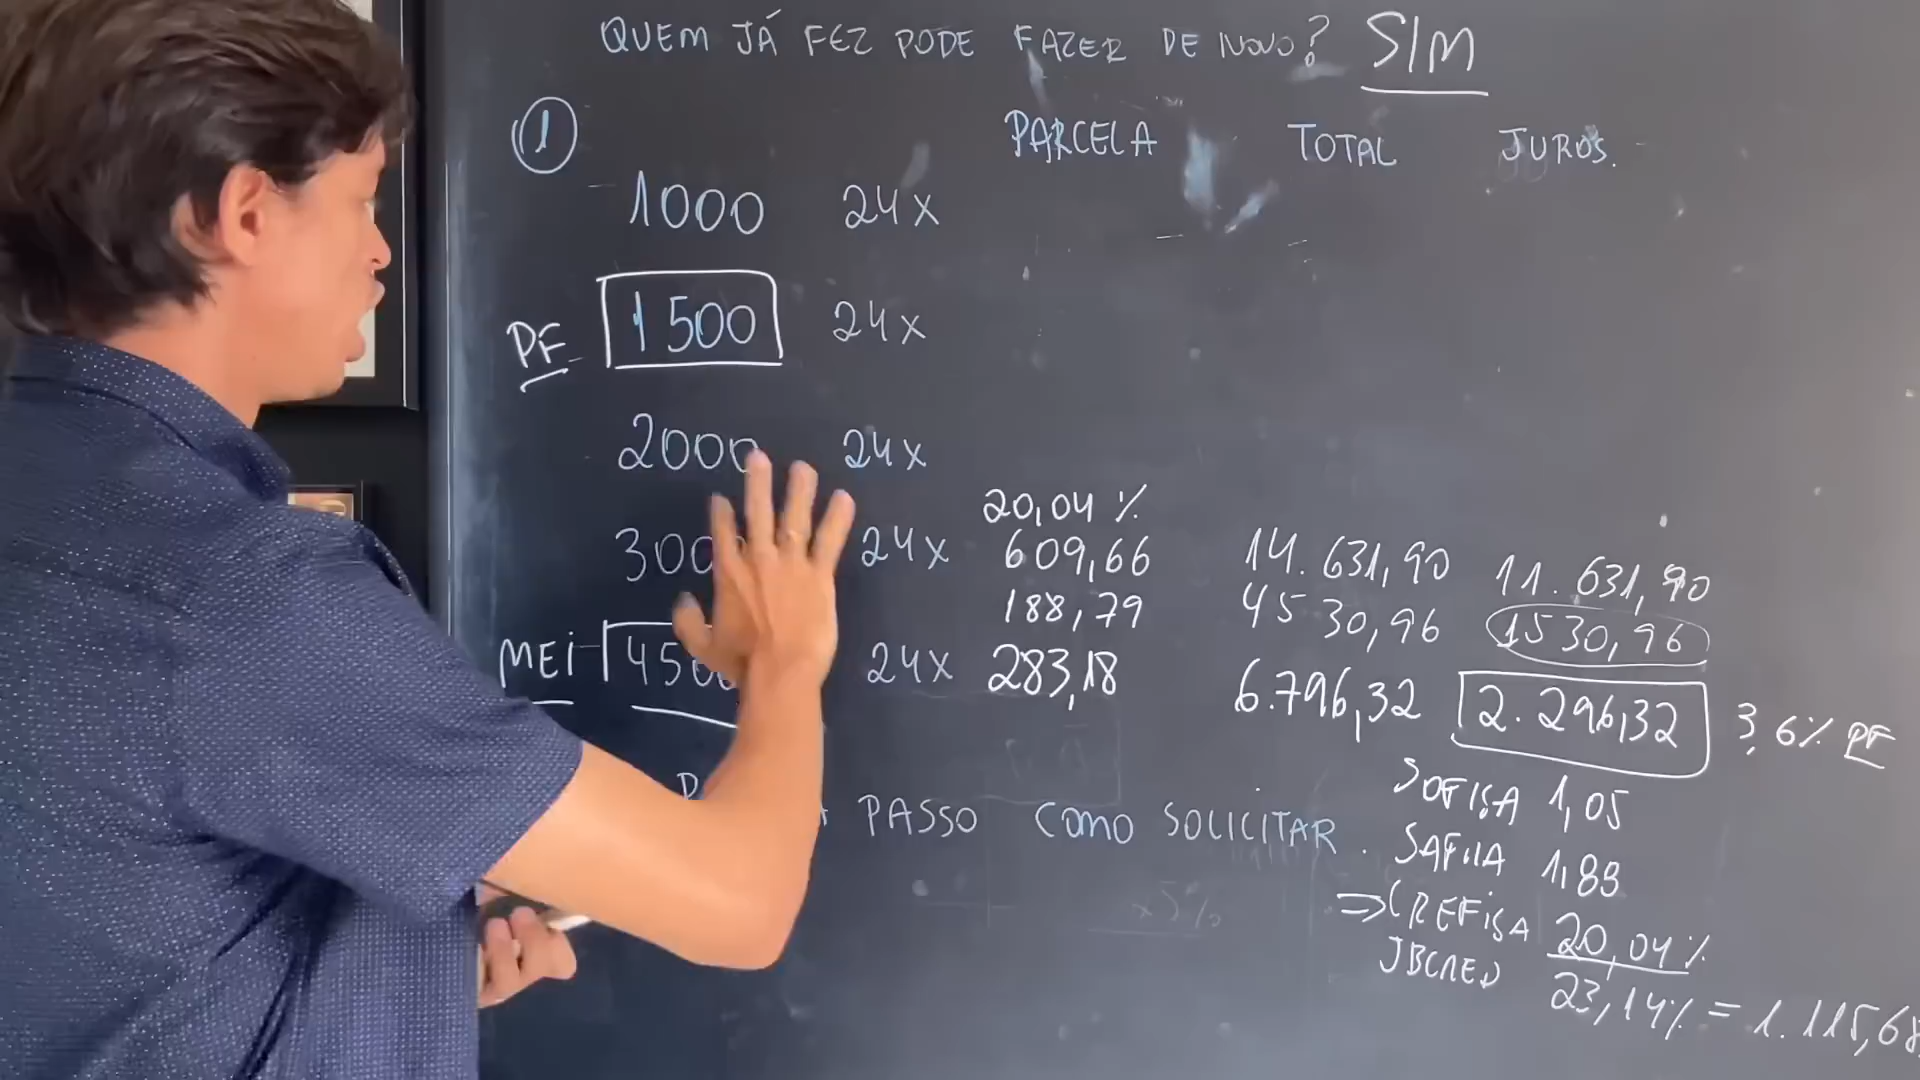 QUEM JÁ FEZ PODE FAZER DE NOVO? SIM
1 PARCELA TOTAL JUROS.
1000 24x
PF 1500 24x
2000 24x
20,04 %
300 24x 609,66 14.631,90 11.631,90
188,79 4530,96 1530,96
MEi 450 24x 283,18 6.796,32 2.296,32 3,6% PF
SOFISA 1,05
PASSO COMO SOLICITAR.
SAFRA 1,89
=> CREFISA 20,04%
JBCRED 23,14% = 1.115,68